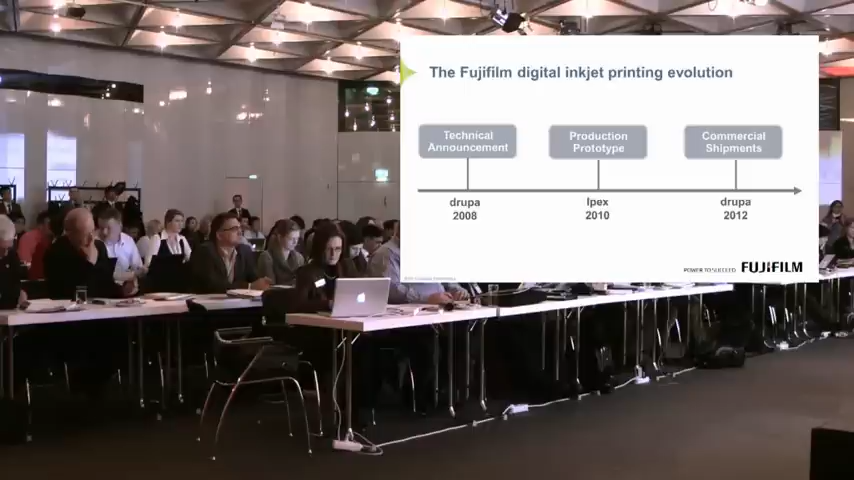 The Fujifilm digital inkjet printing evolution
Technical
Announcement
Production
Prototype
Commercial
Shipments
drupa
2008
Ipex
2010
drupa
2012
POWER TO SUCCEED
FUJIFILM